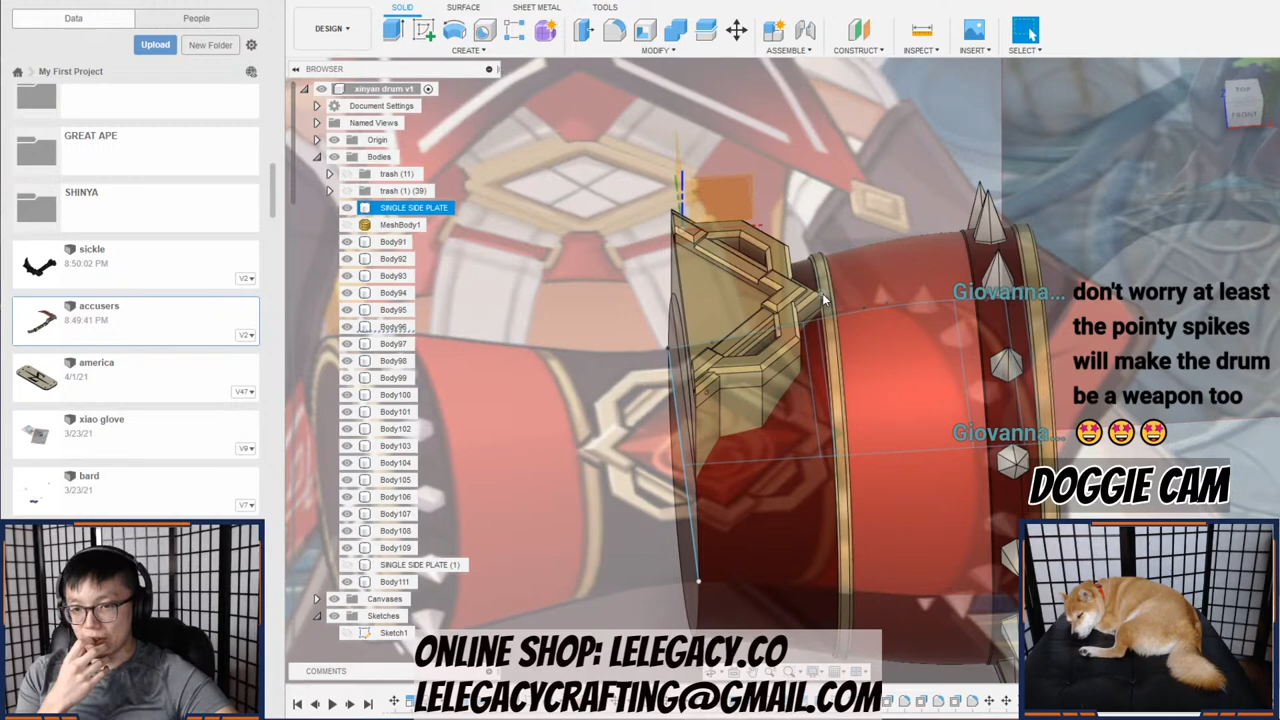 Data
People
Upload
New Folder
My First Project
GREAT APE
SHINYA
sickle
8:50:02 PM
V2
accusers
8:49:41 PM
V2
america
4/1/21
V47
xiao glove
3/23/21
V9
bard
3/23/21
V7
DESIGN
SOLID
SURFACE
SHEET METAL
TOOLS
CREATE
MODIFY
ASSEMBLE
CONSTRUCT
INSPECT
INSERT
SELECT
BROWSER
xinyan drum v1
Document Settings
Named Views
Origin
Bodies
trash (11)
trash (1) (39)
SINGLE SIDE PLATE
MeshBody1
Body91
Body92
Body93
Body94
Body95
Body96
Body97
Body98
Body99
Body100
Body101
Body102
Body103
Body104
Body105
Body106
Body107
Body108
Body109
SINGLE SIDE PLATE (1)
Body111
Canvases
Sketches
Sketch1
COMMENTS
TOP
FRONT
Giovanna... don't worry at least
the pointy spikes
will make the drum
be a weapon too
Giovanna...
DOGGIE CAM
ONLINE SHOP: LELEGACY.CO
LELEGACYCRAFTING@GMAIL.COM